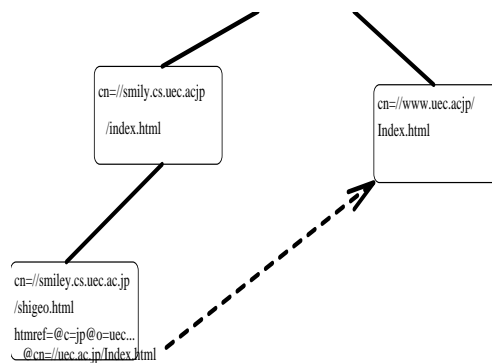 cn=//smily.cs.uec.acjp
/index.html
cn=//www.uec.acjp/
Index.html
cn=//smiley.cs.uec.ac.jp
/shigeo.html
htmref=@c=jp@o=uec...
@cn=//uec.ac.jp/Index.html